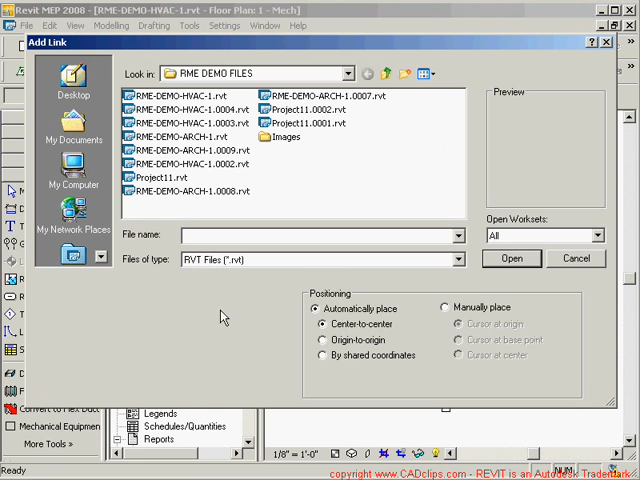 Revit MEP 2008 - [RME-DEMO-HVAC-1.rvt - Floor Plan: 1 - Mech]
File Edit View Modelling Drafting Tools Settings Window Help
Add Link
Look in: RME DEMO FILES
Desktop
My Documents
My Computer
My Network Places
RME-DEMO-HVAC-1.rvt
RME-DEMO-HVAC-1.0004.rvt
RME-DEMO-HVAC-1.0003.rvt
RME-DEMO-ARCH-1.rvt
RME-DEMO-ARCH-1.0009.rvt
RME-DEMO-HVAC-1.0002.rvt
Project11.rvt
RME-DEMO-ARCH-1.0008.rvt
RME-DEMO-ARCH-1.0007.rvt
Project11.0002.rvt
Project11.0001.rvt
Images
Preview
Open Worksets:
All
File name:
Files of type: RVT Files (*.rvt)
Open
Cancel
Positioning
Automatically place
Center-to-center
Origin-to-origin
By shared coordinates
Manually place
Cursor at origin
Cursor at base point
Cursor at center
Convert to Flex Duct
Mechanical Equipmen
More Tools
Legends
Schedules/Quantities
Reports
1/8" = 1'-0"
Ready
NUM
copyright www.CADclips.com - REVIT is an Autodesk Trademark